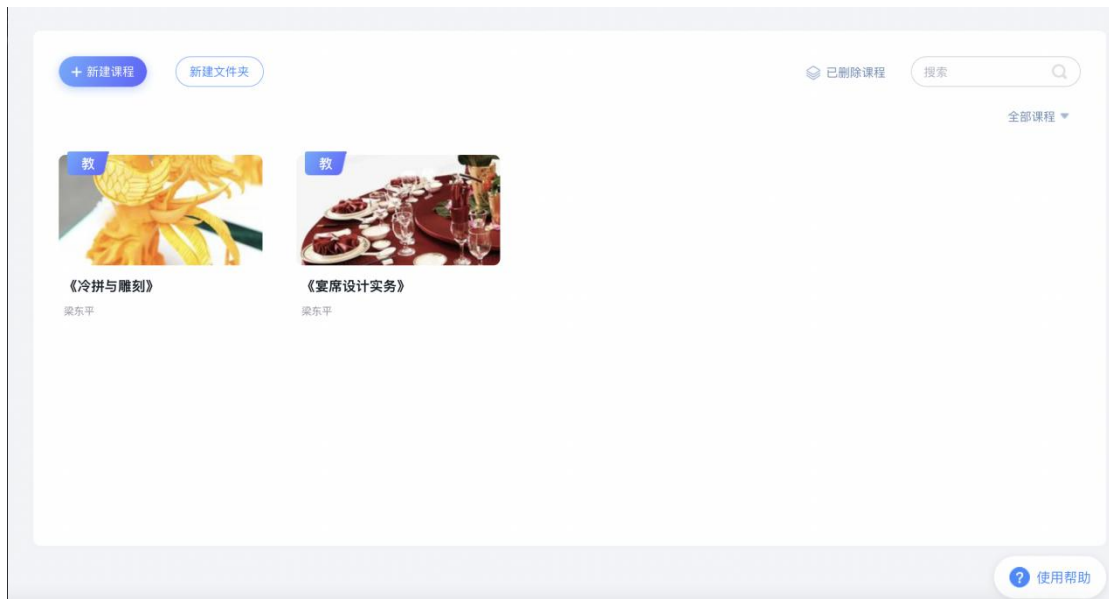 + 新建课程 新建文件夹 已删除课程 搜索
全部课程
教 教
《冷拼与雕刻》 《宴席设计实务》
梁东平 梁东平
? 使用帮助